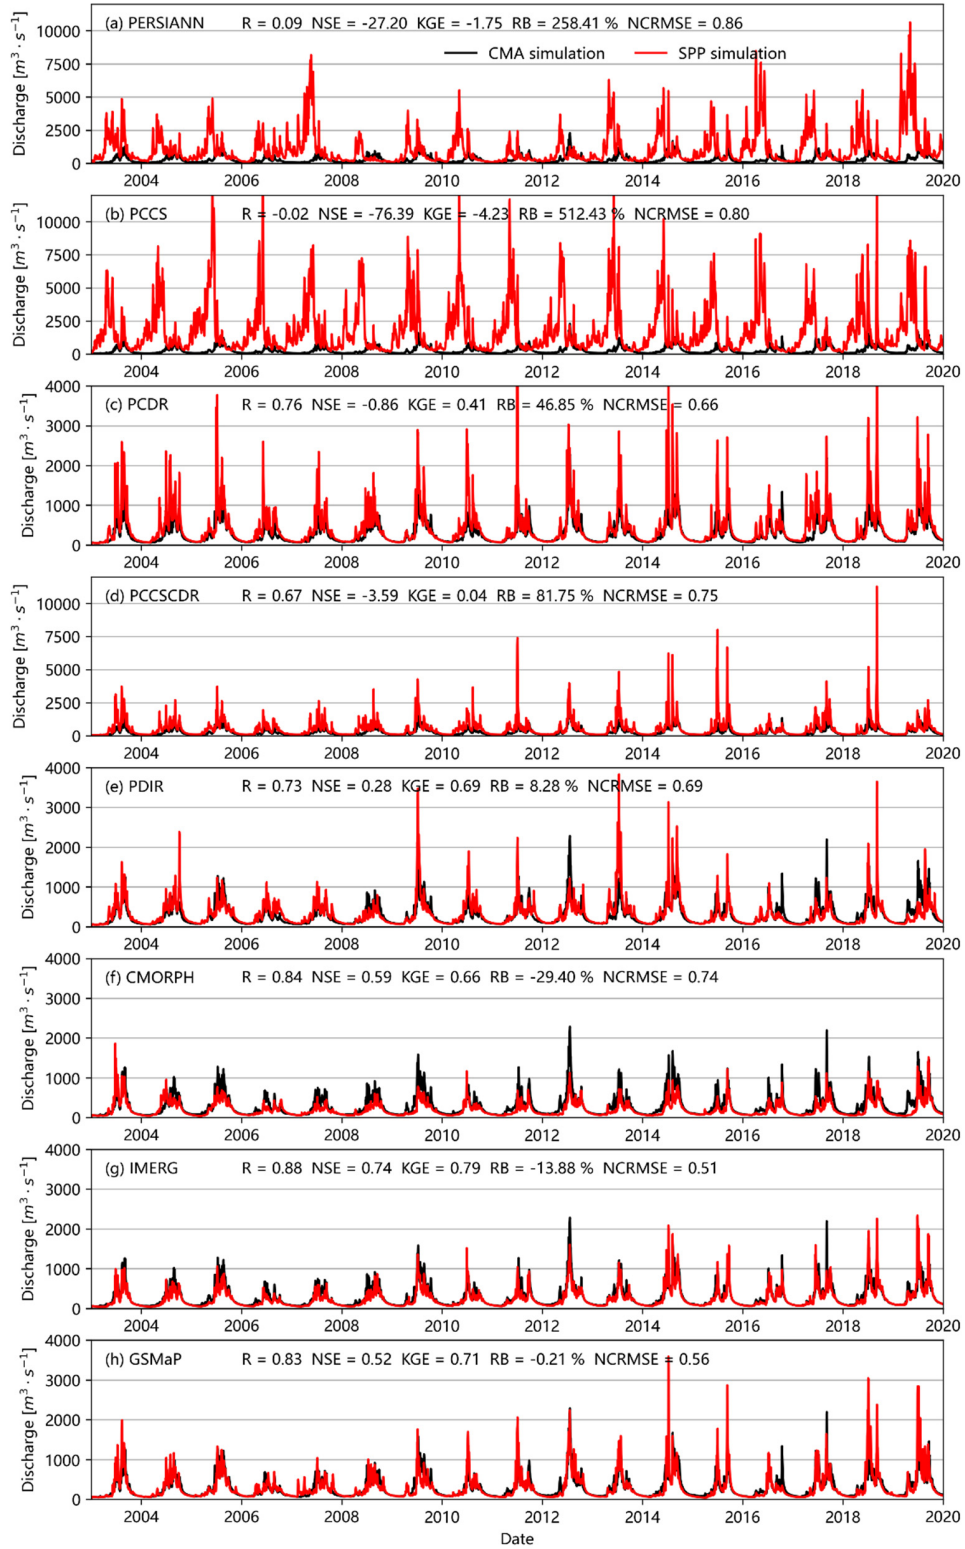 (a) PERSIANN R = 0.09 NSE = -27.20 KGE = -1.75 RB = 258.41 % NCRMSE = 0.86
CMA simulation SPP simulation
Discharge [m³ · s⁻¹]
10000
7500
5000
2500
0
2004 2006 2008 2010 2012 2014 2016 2018 2020
(b) PCCS R = -0.02 NSE = -76.39 KGE = -4.23 RB = 512.43 % NCRMSE = 0.80
Discharge [m³ · s⁻¹]
10000
7500
5000
2500
0
2004 2006 2008 2010 2012 2014 2016 2018 2020
(c) PCDR R = 0.76 NSE = -0.86 KGE = 0.41 RB = 46.85 % NCRMSE = 0.66
Discharge [m³ · s⁻¹]
4000
3000
2000
1000
0
2004 2006 2008 2010 2012 2014 2016 2018 2020
(d) PCCSCDR R = 0.67 NSE = -3.59 KGE = 0.04 RB = 81.75 % NCRMSE = 0.75
Discharge [m³ · s⁻¹]
10000
7500
5000
2500
0
2004 2006 2008 2010 2012 2014 2016 2018 2020
(e) PDIR R = 0.73 NSE = 0.28 KGE = 0.69 RB = 8.28 % NCRMSE = 0.69
Discharge [m³ · s⁻¹]
4000
3000
2000
1000
0
2004 2006 2008 2010 2012 2014 2016 2018 2020
(f) CMORPH R = 0.84 NSE = 0.59 KGE = 0.66 RB = -29.40 % NCRMSE = 0.74
Discharge [m³ · s⁻¹]
4000
3000
2000
1000
0
2004 2006 2008 2010 2012 2014 2016 2018 2020
(g) IMERG R = 0.88 NSE = 0.74 KGE = 0.79 RB = -13.88 % NCRMSE = 0.51
Discharge [m³ · s⁻¹]
4000
3000
2000
1000
0
2004 2006 2008 2010 2012 2014 2016 2018 2020
(h) GSMaP R = 0.83 NSE = 0.52 KGE = 0.71 RB = -0.21 % NCRMSE = 0.56
Discharge [m³ · s⁻¹]
4000
3000
2000
1000
0
2004 2006 2008 2010 2012 2014 2016 2018 2020
Date